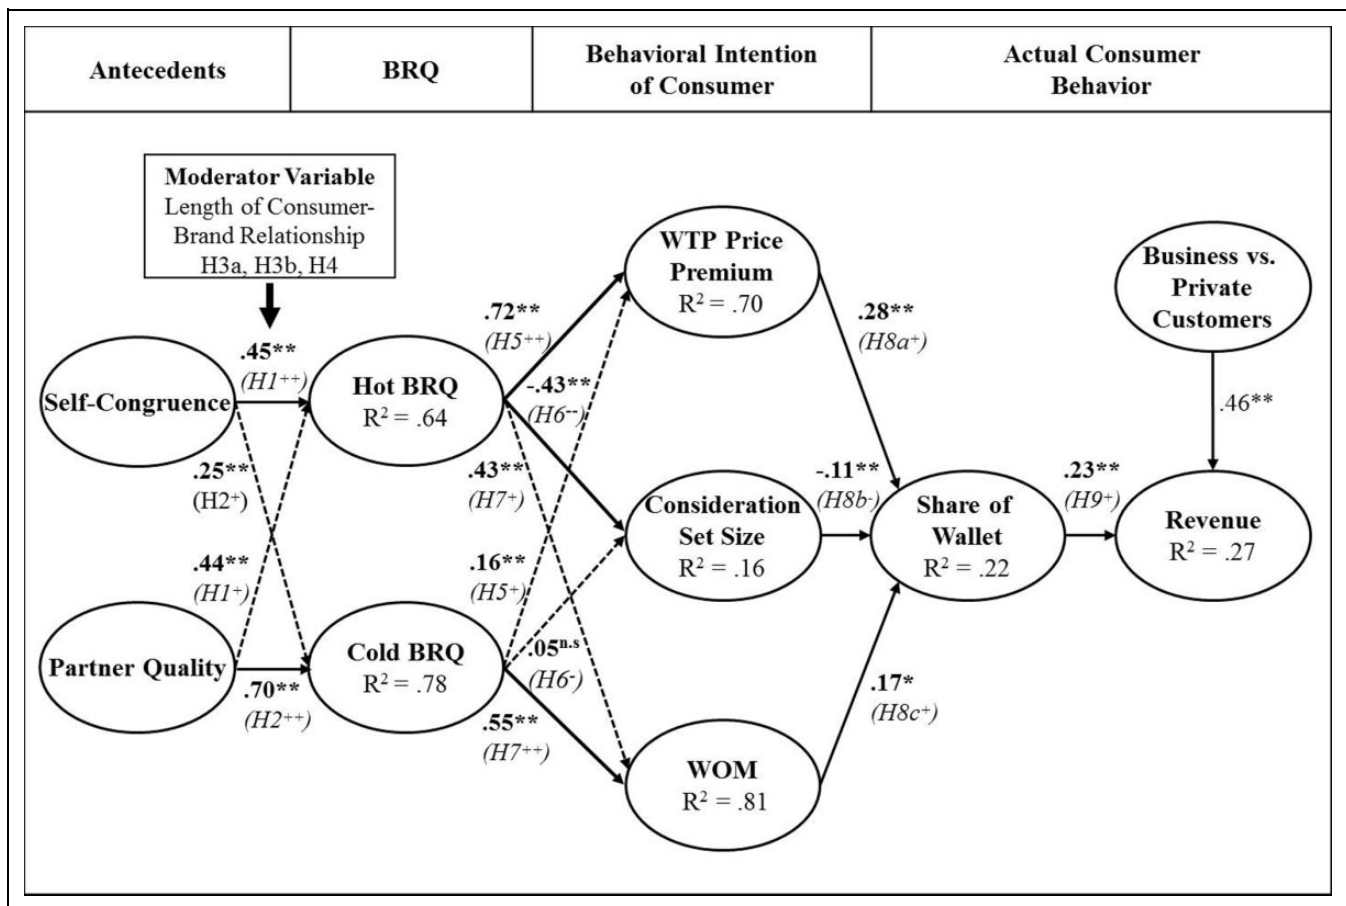 Antecedents
BRQ
Behavioral Intention
of Consumer
Actual Consumer
Behavior
Moderator Variable
Length of Consumer-
Brand Relationship
H3a, H3b, H4
Self-Congruence
Partner Quality
.45**
(H1⁺⁺)
.25**
(H2⁺)
.44**
(H1⁺)
.70**
(H2⁺⁺)
Hot BRQ
R² = .64
Cold BRQ
R² = .78
.72**
(H5⁺⁺)
-.43**
(H6⁻⁻)
.43**
(H7⁺)
.16**
(H5⁺)
.05ⁿ·ˢ
(H6⁻)
.55**
(H7⁺⁺)
WTP Price
Premium
R² = .70
Consideration
Set Size
R² = .16
WOM
R² = .81
.28**
(H8a⁺)
-.11**
(H8b⁻)
.17*
(H8c⁺)
Share of
Wallet
R² = .22
.23**
(H9⁺)
Business vs.
Private
Customers
.46**
Revenue
R² = .27